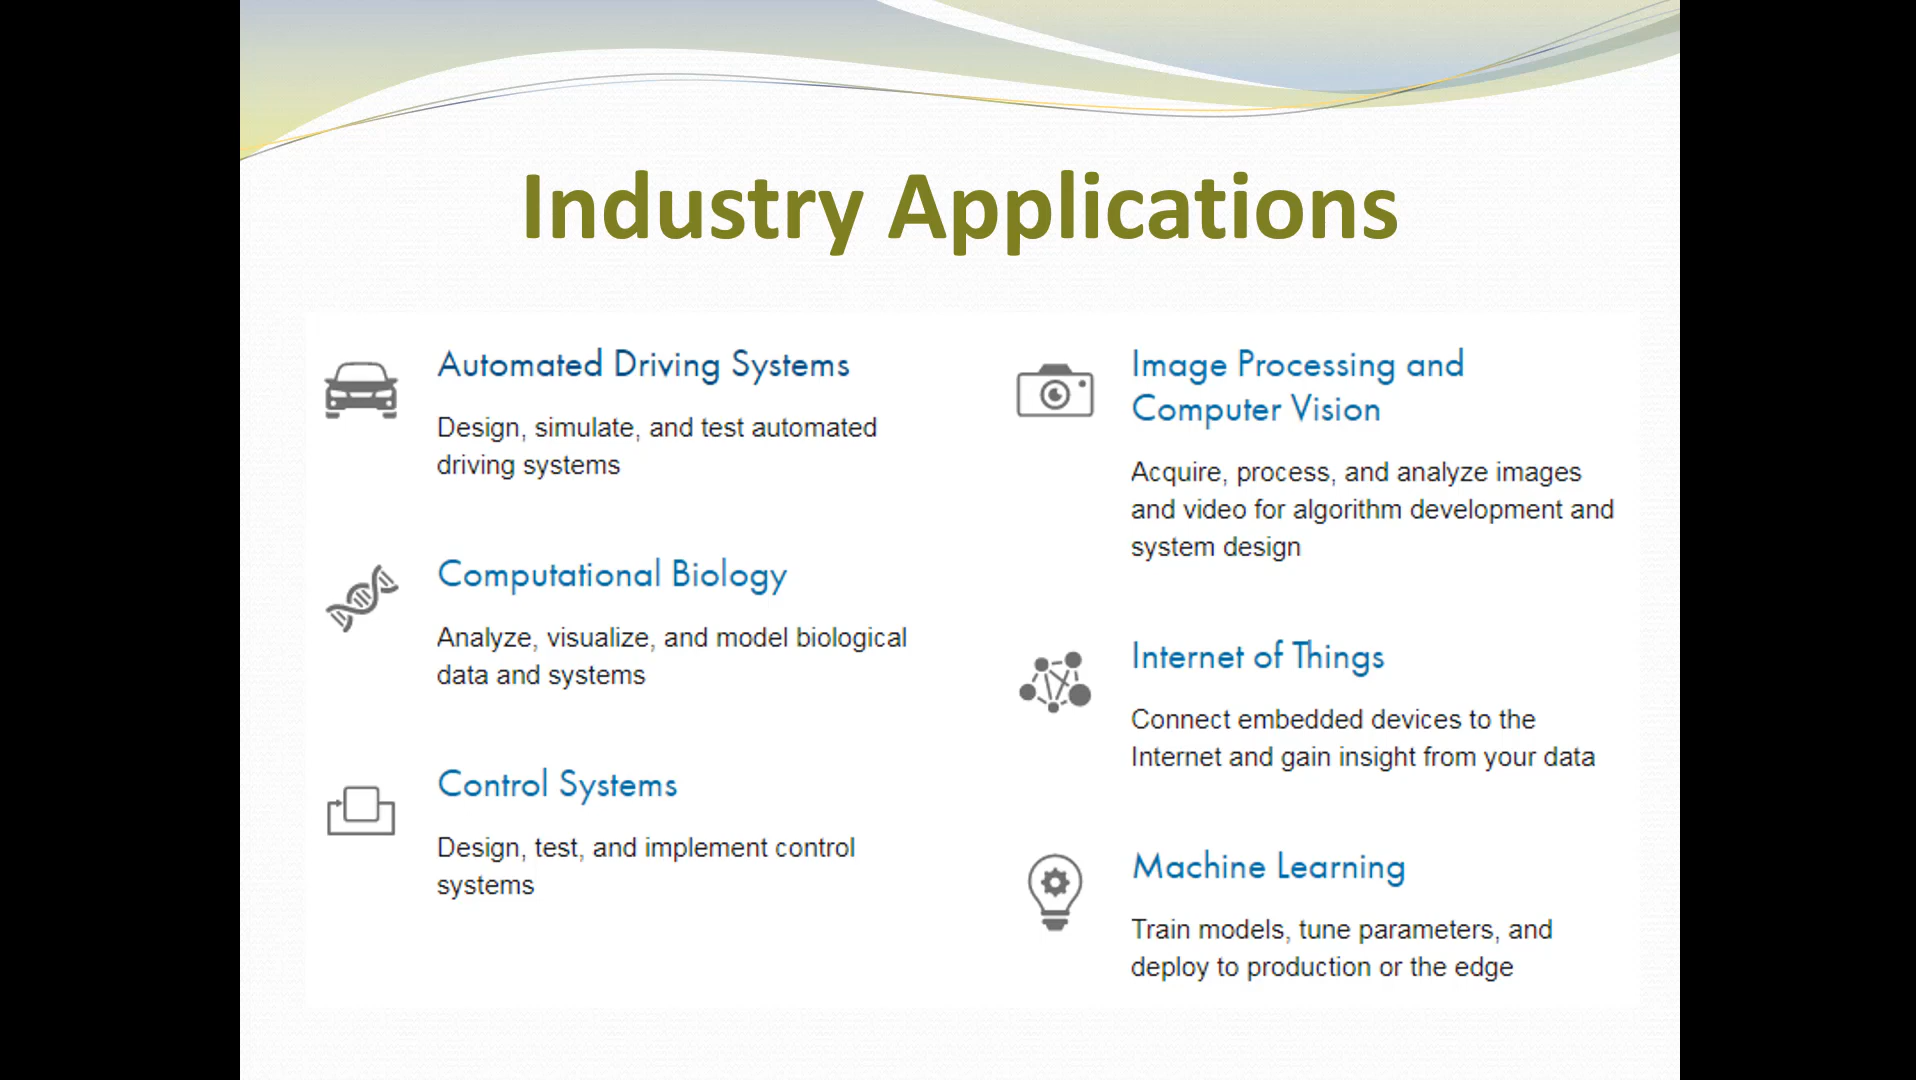 Industry Applications
Automated Driving Systems
Design, simulate, and test automated
driving systems
Computational Biology
Analyze, visualize, and model biological
data and systems
Control Systems
Design, test, and implement control
systems
Image Processing and
Computer Vision
Acquire, process, and analyze images
and video for algorithm development and
system design
Internet of Things
Connect embedded devices to the
Internet and gain insight from your data
Machine Learning
Train models, tune parameters, and
deploy to production or the edge